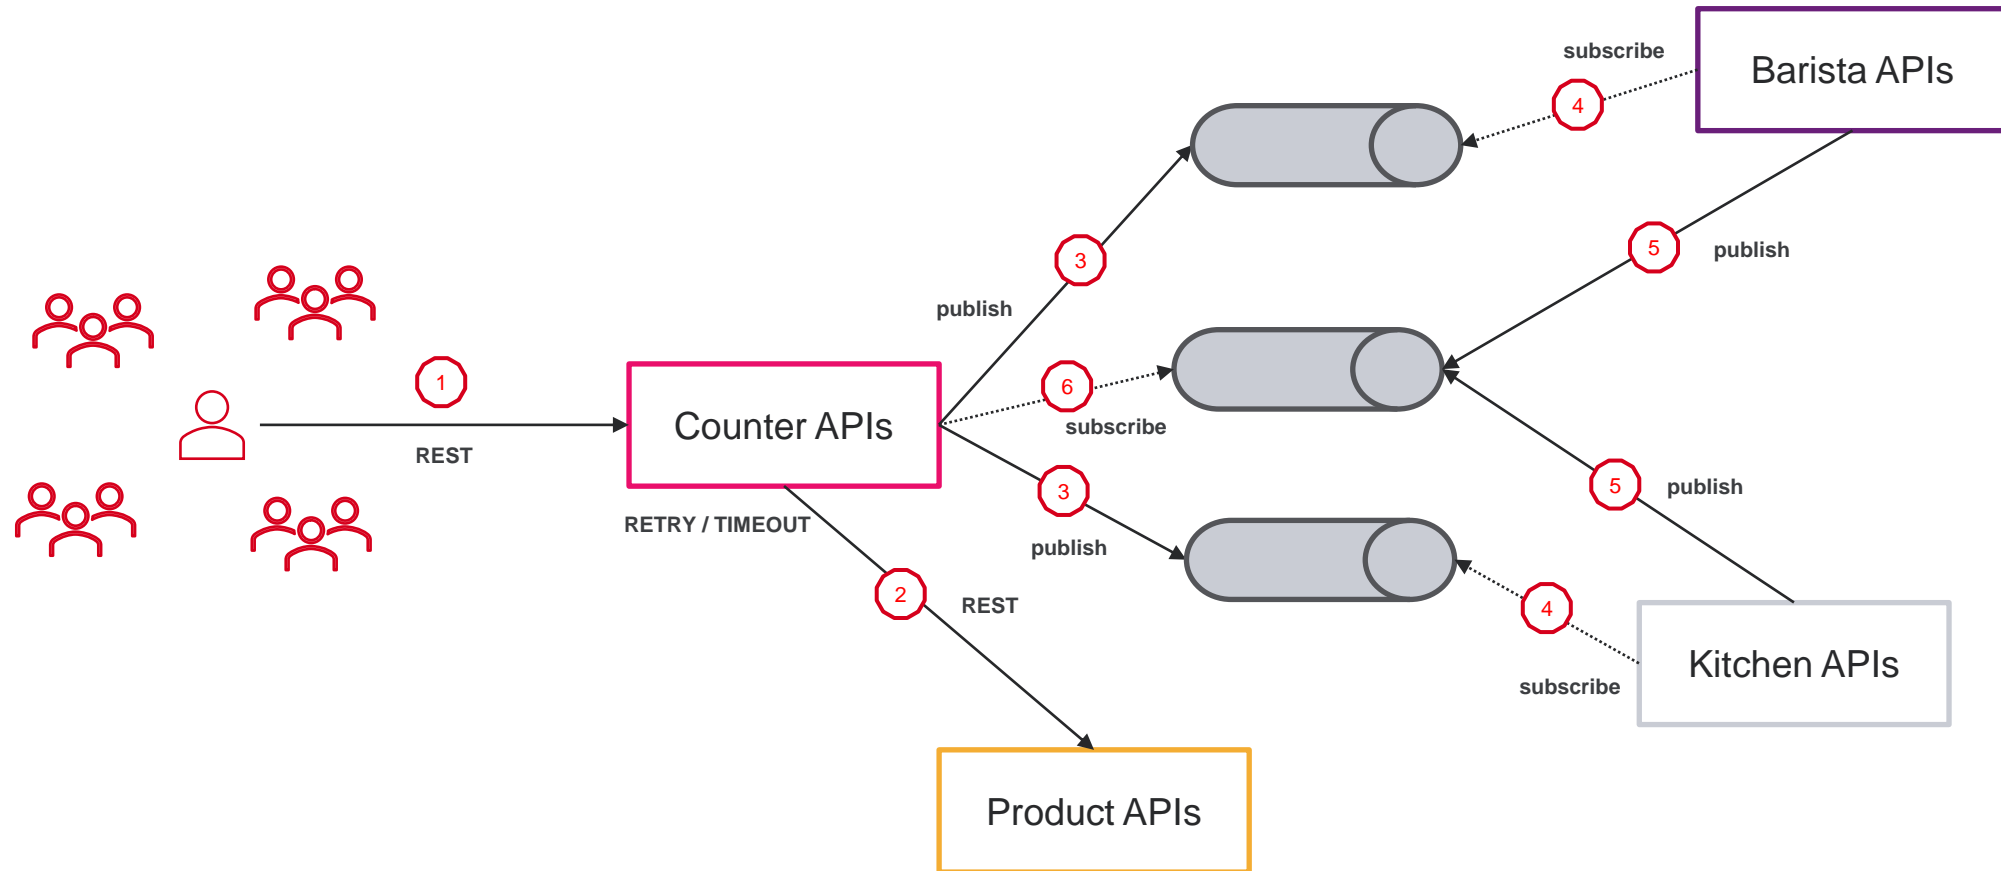 subscribe
Barista APIs
4
3
5
publish
publish
1
6
Counter APIs
subscribe
REST
3
5
publish
RETRY / TIMEOUT
publish
2
REST
4
Kitchen APIs
subscribe
Product APIs